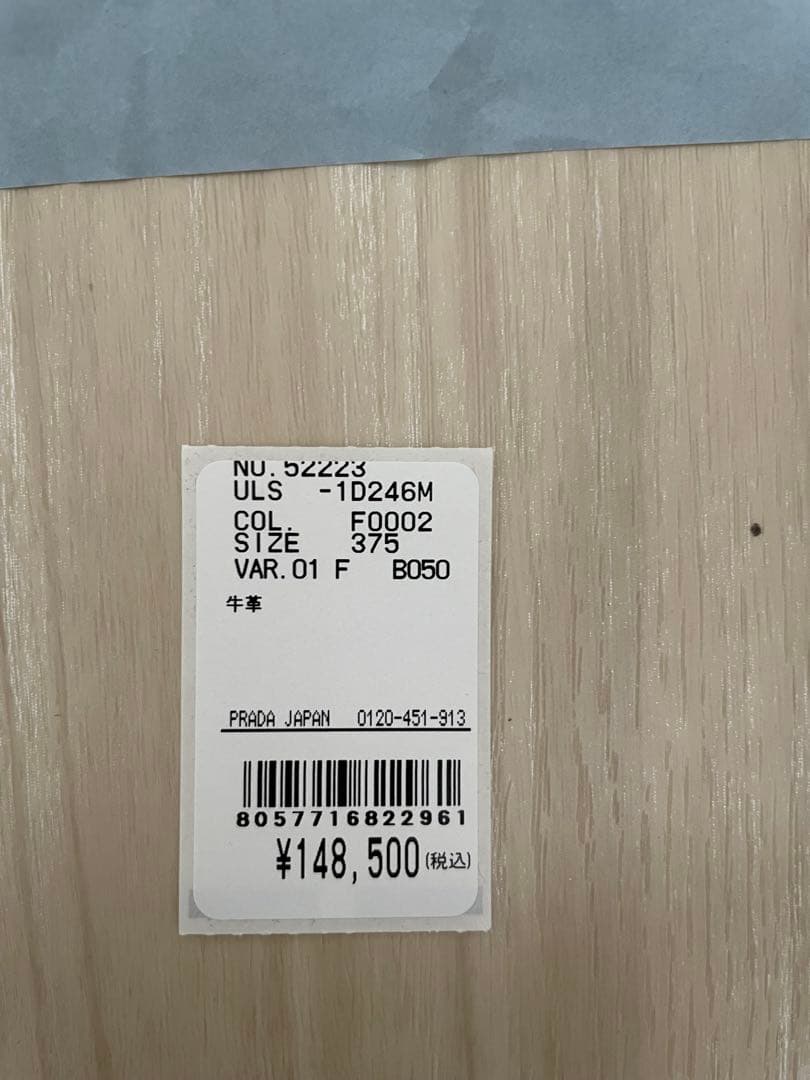 NO.52223
ULS -1D246M
COL. F0002
SIZE 375
VAR.01 F B050
牛革
PRADA JAPAN 0120-451-913
8057716822961
¥148,500(税込)